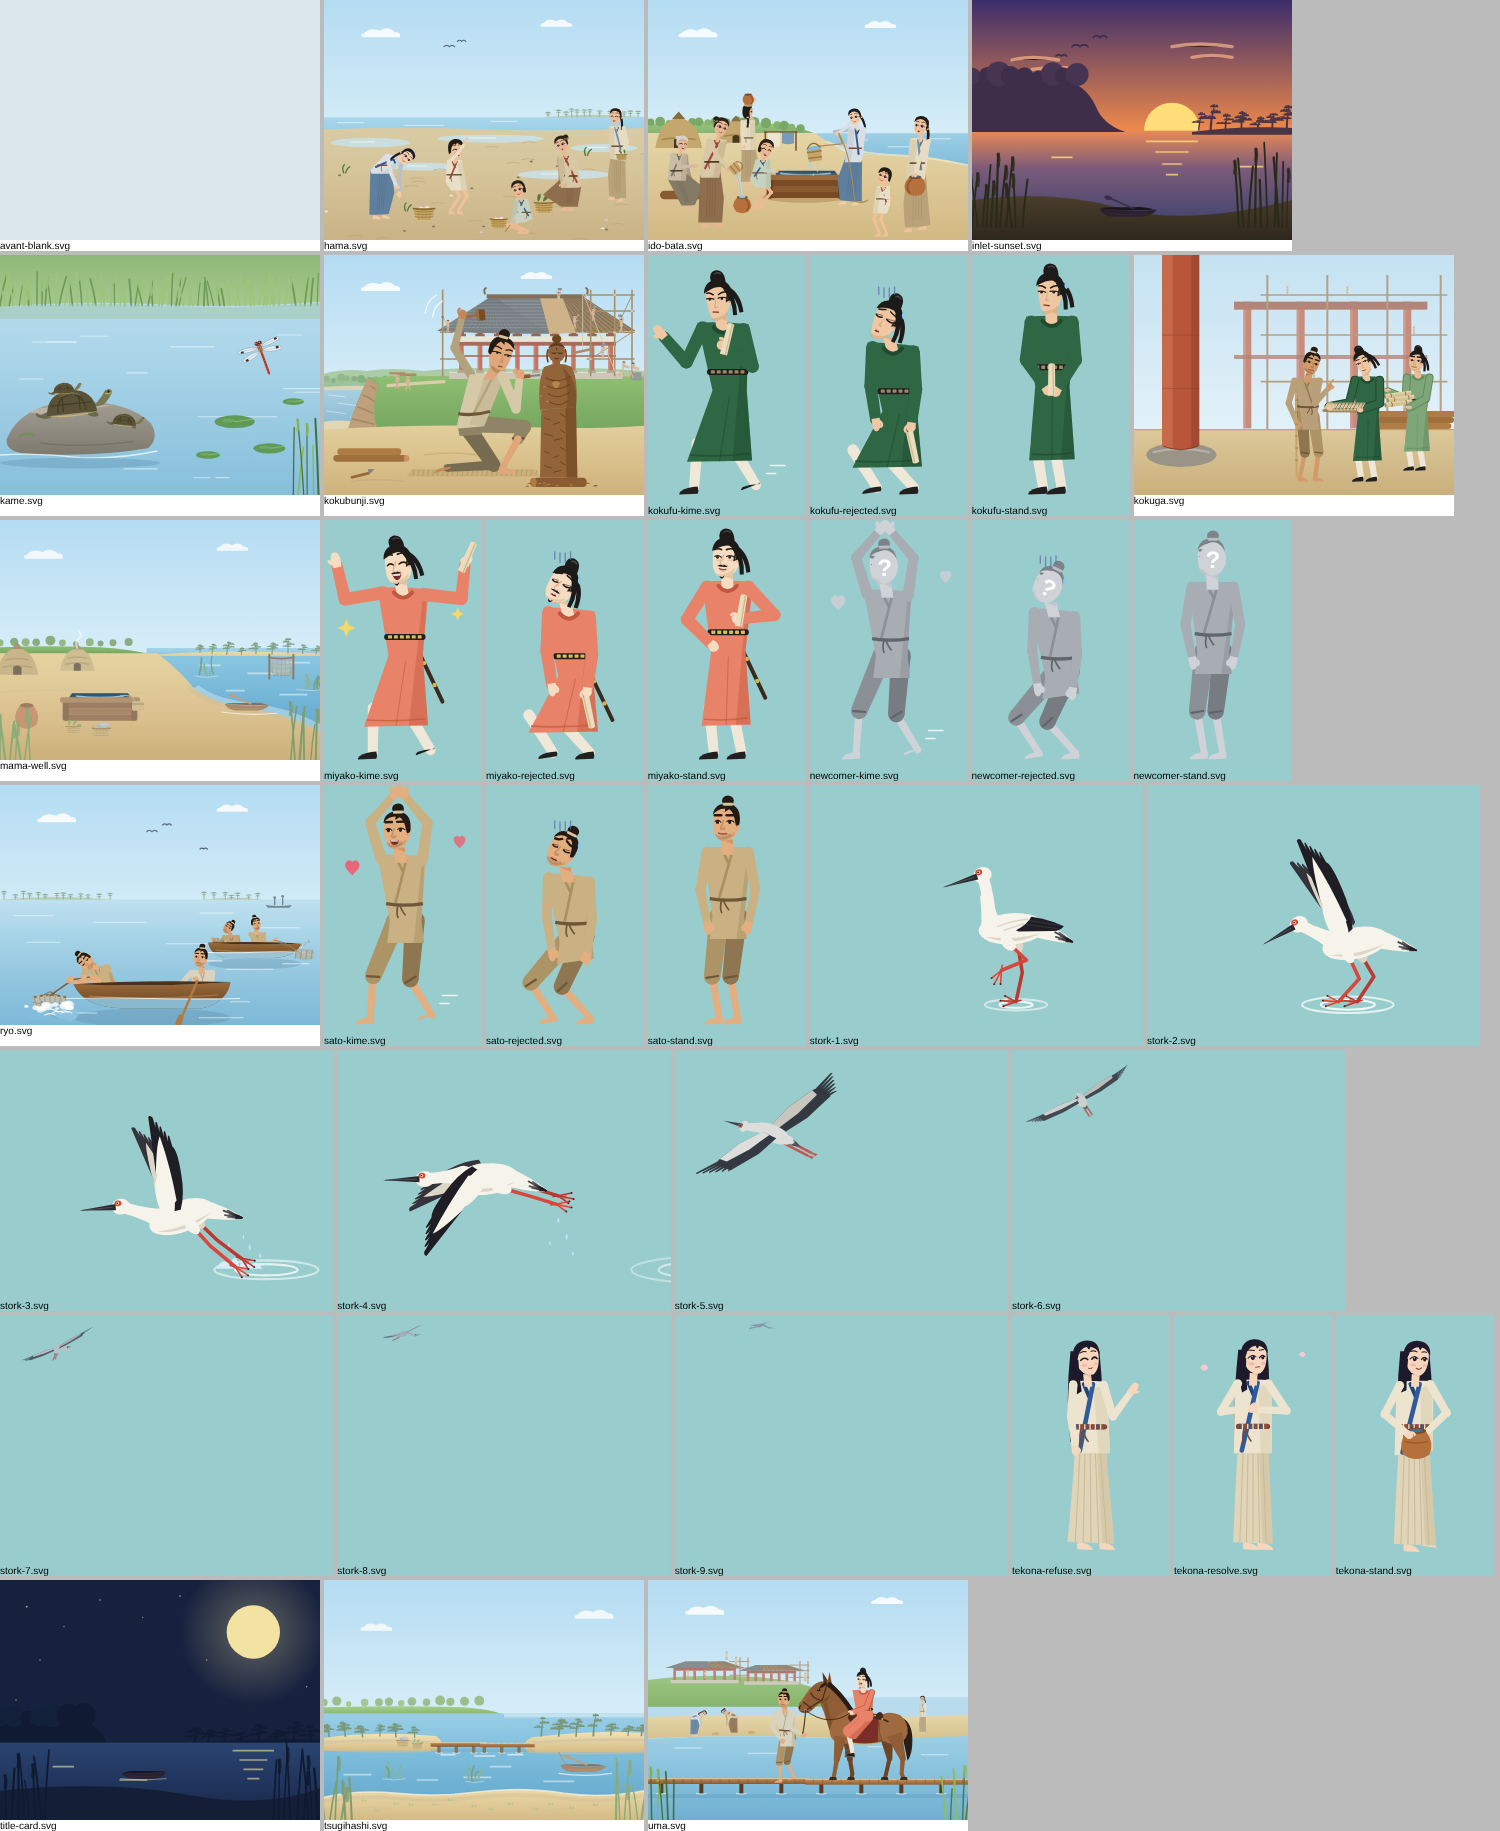 avant-blank.svg
hama.svg
ido-bata.svg
inlet-sunset.svg
kame.svg
kokubunji.svg
kokufu-kime.svg
kokufu-rejected.svg
kokufu-stand.svg
kokuga.svg
?
?
?
mama-well.svg
miyako-kime.svg
miyako-rejected.svg
miyako-stand.svg
newcomer-kime.svg
newcomer-rejected.svg
newcomer-stand.svg
ryo.svg
sato-kime.svg
sato-rejected.svg
sato-stand.svg
stork-1.svg
stork-2.svg
stork-3.svg
stork-4.svg
stork-5.svg
stork-6.svg
stork-7.svg
stork-8.svg
stork-9.svg
tekona-refuse.svg
tekona-resolve.svg
tekona-stand.svg
title-card.svg
tsugihashi.svg
uma.svg